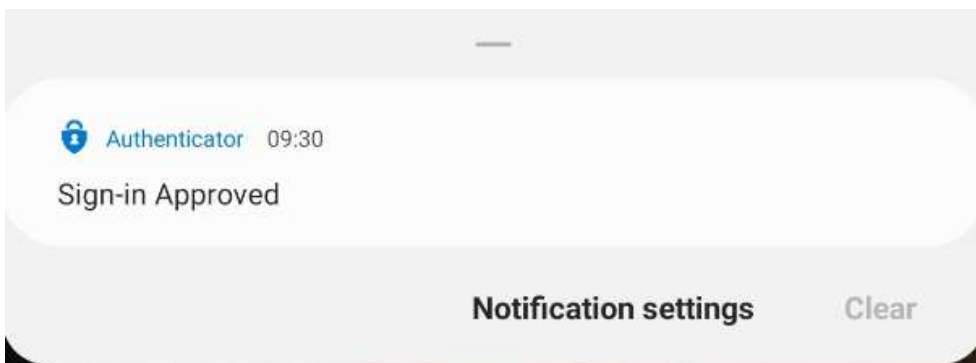 Authenticator 09:30
Sign-in Approved
Notification settings Clear